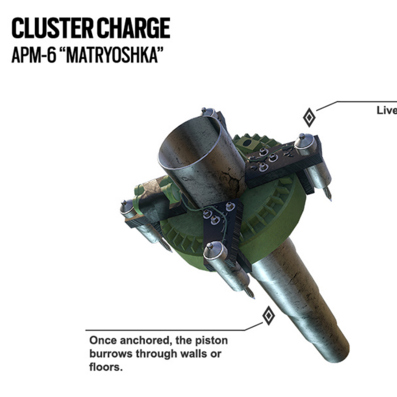 CLUSTER CHARGE
APM-6 “MATRYOSHKA”
Live
Once anchored, the piston
burrows through walls or
floors.